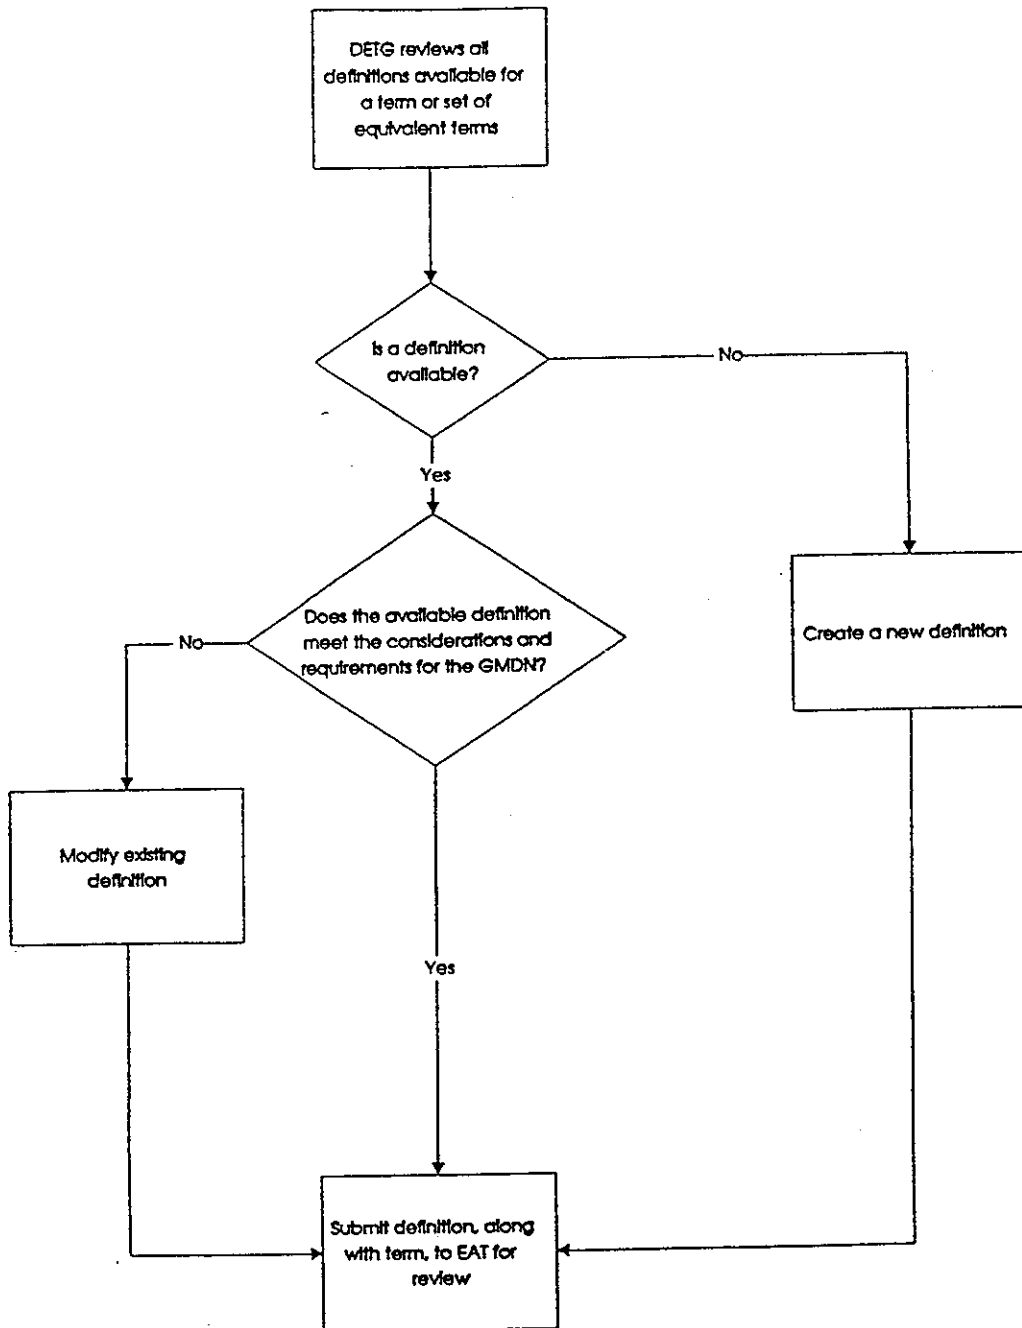 DETG reviews all
definitions available for
a term or set of
equivalent terms
Is a definition
available?
No
Yes
Does the available definition
meet the considerations and
requirements for the GMDN?
No
Create a new definition
Modify existing
definition
Yes
Submit definition, along
with term, to EAT for
review